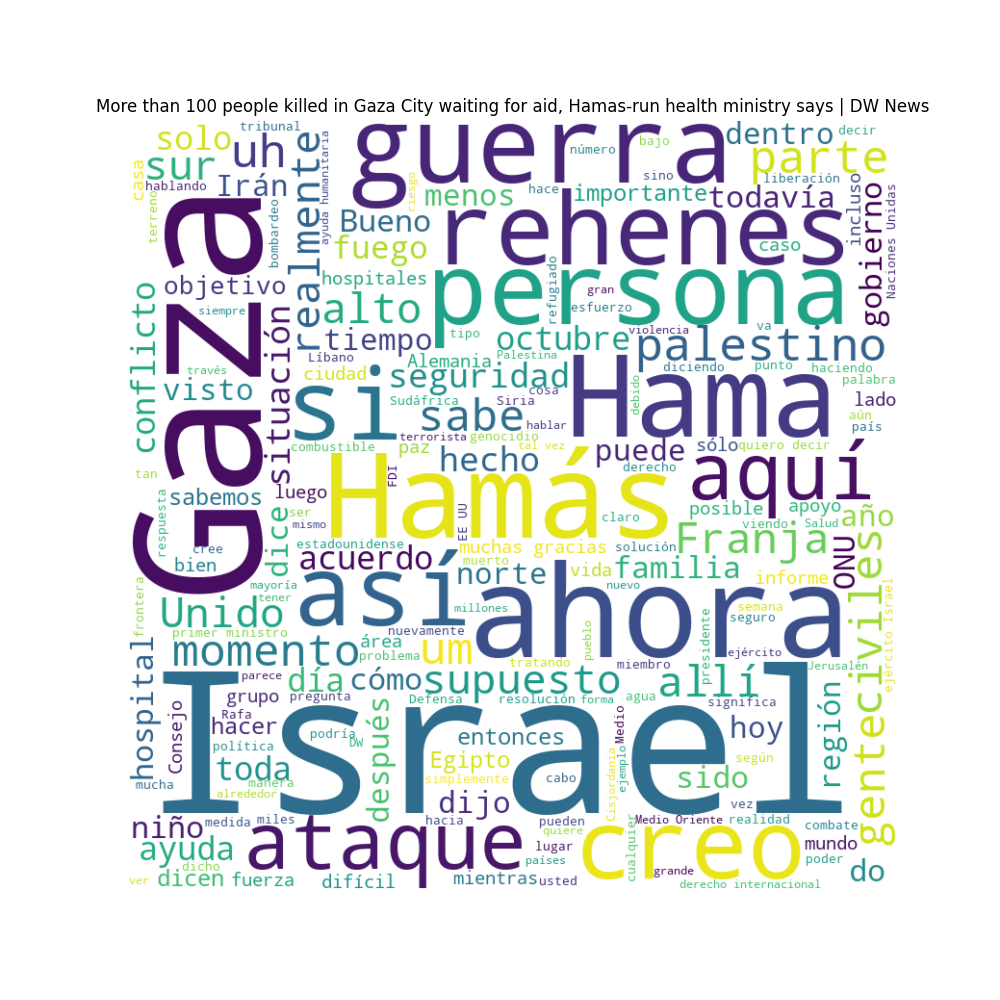 More than 100 people killed in Gaza City waiting for aid, Hamas-run health ministry says | DW News
guerra
tribunal
solo
uh
realmente
ayuda humanitaria
riesgo
número
bajo
dentro
decir
parte
casa
sur
hablando
Irán
terreno
bombardeo
Gaza
menos
hace
sino
importante
liberación
todavía
incluso
gobierno
Naciones Unidas
Bueno
rehenes
fuego
caso
objetivo
hospitales
persona
refugiado
gran
esfuerzo
siempre
alto
conflicto
situación
tiempo
tipo
octubre
violencia
va
palestino
Líbano
Alemania
Palestina
diciendo
punto
haciendo
través
ciudad
seguridad
cosa
debido
Hama
palabra
visto
si
Sudáfrica
Siria
lado
sabe
hablar
aún
país
combustible
terrorista
genocidio
tal vez
paz
puede
sólo
quiero decir
tan
hecho
derecho
aquí
FDI
Hamás
sabemos
luego
posible
apoyo
respuesta
dice
ser
mismo
EE UU
claro
viendo
Salud
año
cree
estadounidense
muchas gracias
solución
Franja
ONU
genteciviles
bien
acuerdo
muerto
norte
vida
familia
informe
mayoría
así
nuevo
frontera
tener
ahora
Unido
millones
semana
seguro
primer ministro
nuevamente
pueblo
ejército Israel
momento
área
problema
um
tratando
miembro
presidente
ejército
Jerusalén
hospital
parece
día
cómo
supuesto
allí
grupo
pregunta
Defensa
resolución
forma
agua
significa
región
Rafa
Consejo
hacer
podría
DW
Israel
Medio
hoy
política
después
entonces
según
mucha
toda
manera
Egipto
simplemente
cabo
Cisjordania
ejemplo
sido
alrededor
dijo
vez
niño
medida
miles
ataque
hacia
pueden
quiere
creo
Medio Oriente
realidad
combate
ayuda
lugar
cualquier
mundo
dicho
países
grande
poder
do
ver
dicen
fuerza
difícil
mientras
usted
derecho internacional